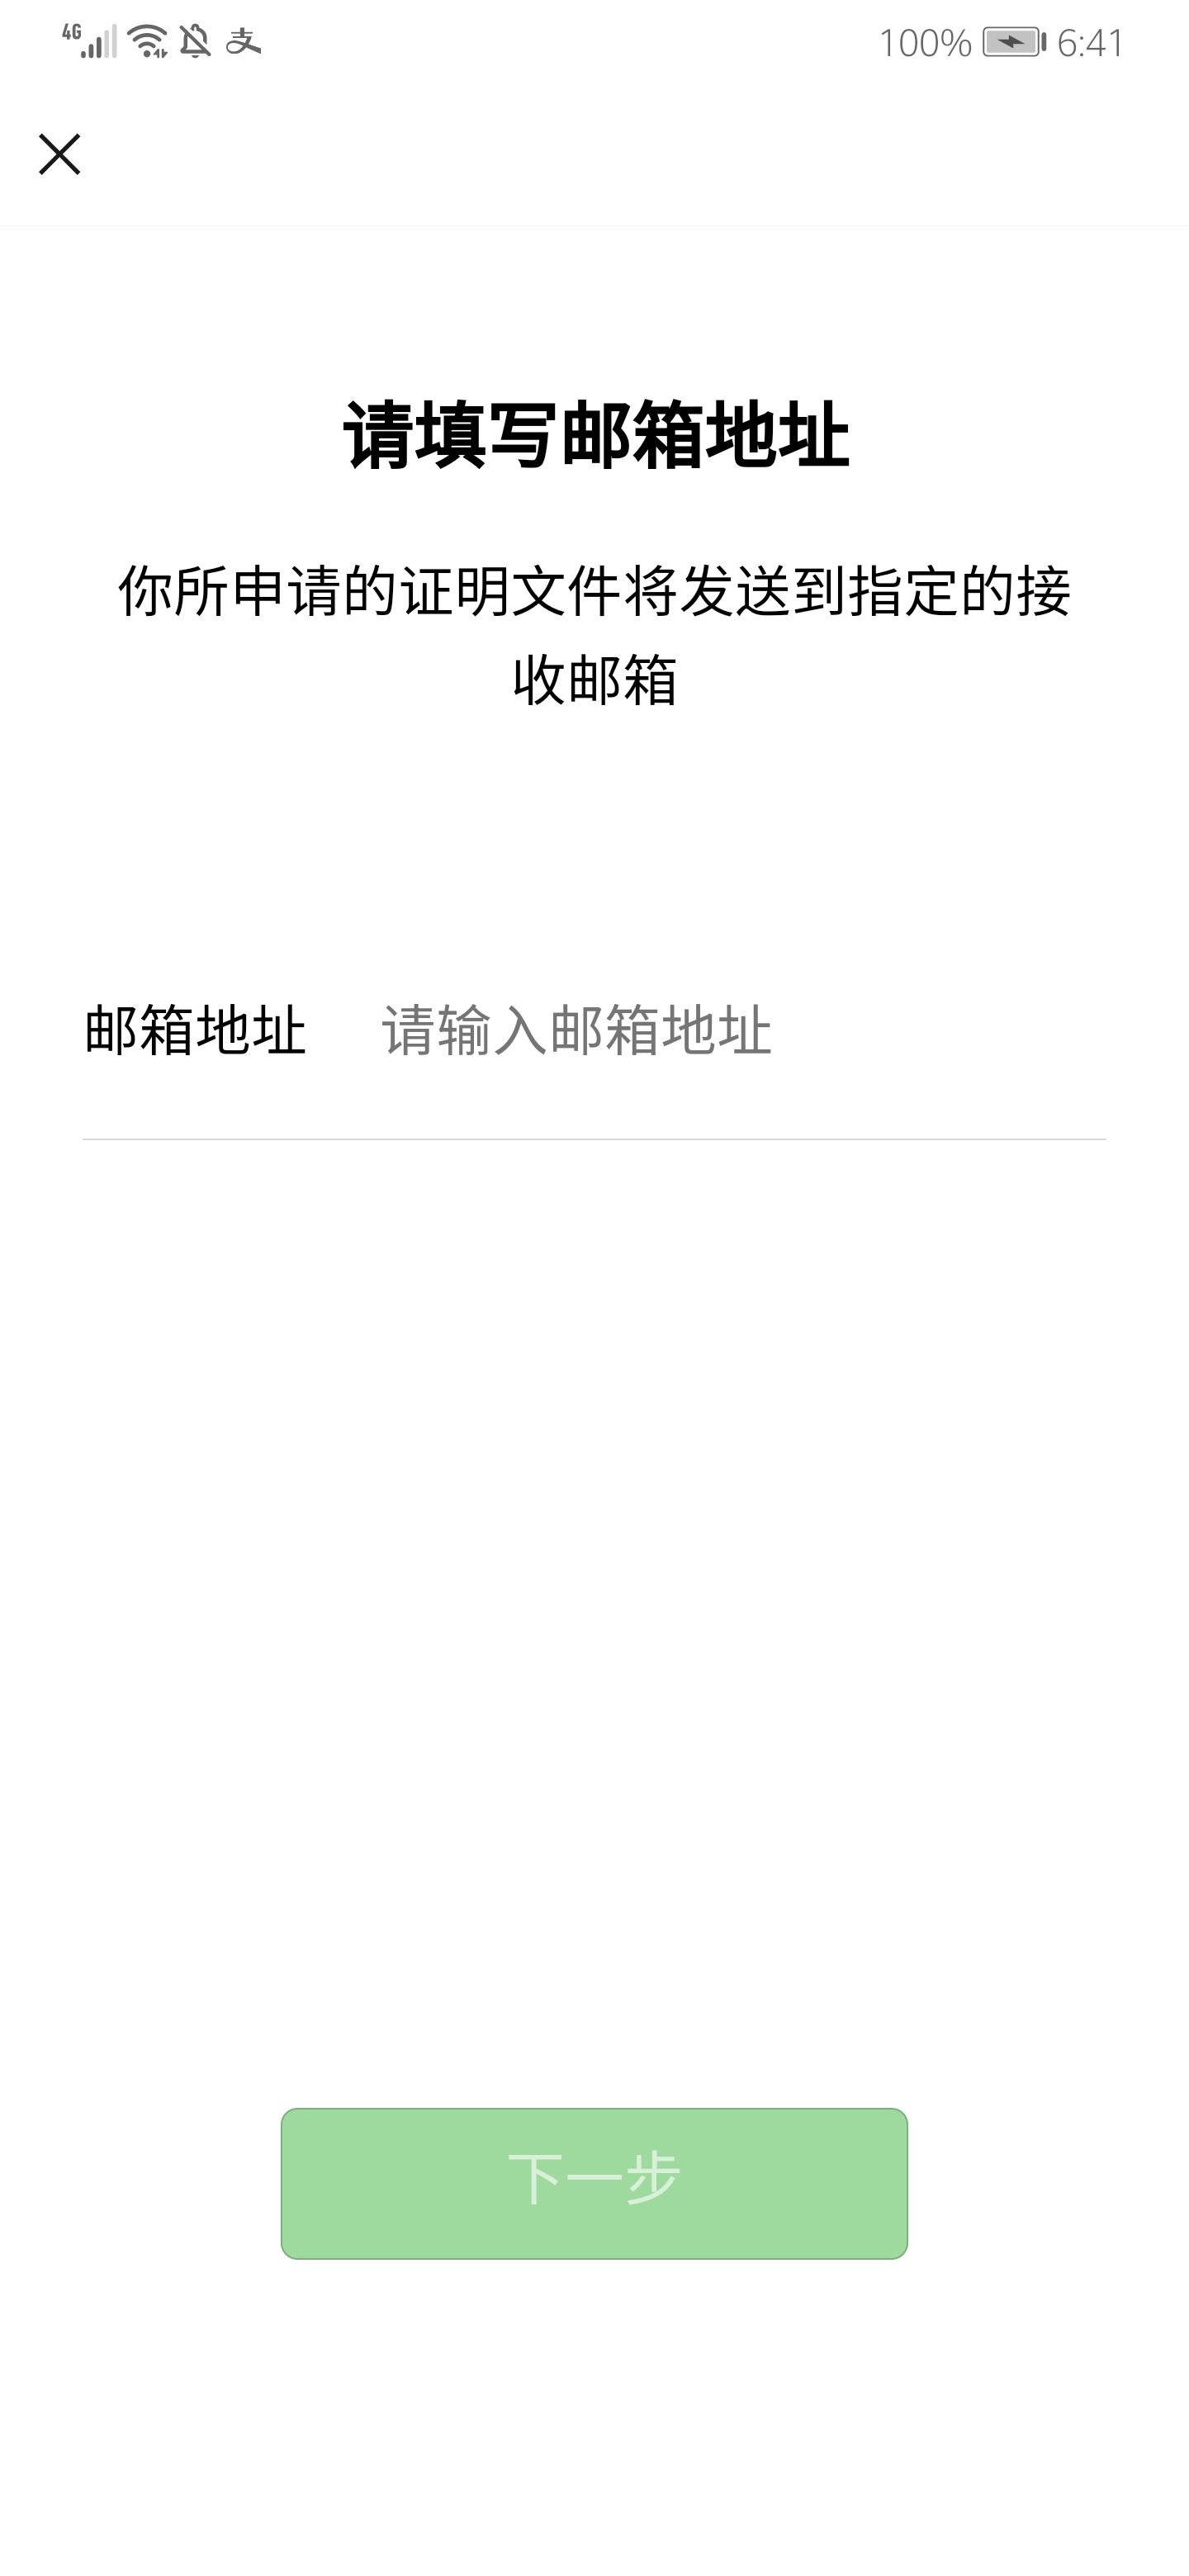 4G 支 100% 6:41
请填写邮箱地址
你所申请的证明文件将发送到指定的接
收邮箱
邮箱地址 请输入邮箱地址
下一步